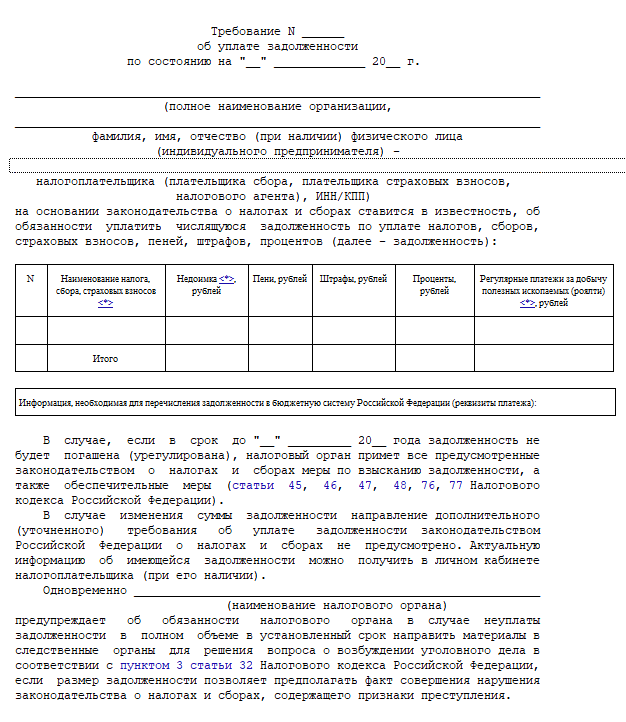 Требование N ______
об уплате задолженности
по состоянию на "__" _____________ 20__ г.
___________________________________________________________________________
(полное наименование организации,
___________________________________________________________________________
фамилия, имя, отчество (при наличии) физического лица
(индивидуального предпринимателя) -
налогоплательщика (плательщика сбора, плательщика страховых взносов,
налогового агента), ИНН/КПП)
на основании законодательства о налогах и сборах ставится в известность, об
обязанности уплатить числящуюся задолженность по уплате налогов, сборов,
страховых взносов, пеней, штрафов, процентов (далее - задолженность):
N Наименование налога, сбора, страховых взносов <*> Недоимка <*>, рублей Пени, рублей Штрафы, рублей Проценты, рублей Регулярные платежи за добычу полезных ископаемых (роялти) <*>, рублей
Итого
Информация, необходимая для перечисления задолженности в бюджетную систему Российской Федерации (реквизиты платежа):
В случае, если в срок до "__" _________ 20__ года задолженность не
будет погашена (урегулирована), налоговый орган примет все предусмотренные
законодательством о налогах и сборах меры по взысканию задолженности, а
также обеспечительные меры (статьи 45, 46, 47, 48, 76, 77 Налогового
кодекса Российской Федерации).
В случае изменения суммы задолженности направление дополнительного
(уточненного) требования об уплате задолженности законодательством
Российской Федерации о налогах и сборах не предусмотрено. Актуальную
информацию об имеющейся задолженности можно получить в личном кабинете
налогоплательщика (при его наличии).
Одновременно __________________________________________________________
(наименование налогового органа)
предупреждает об обязанности налогового органа в случае неуплаты
задолженности в полном объеме в установленный срок направить материалы в
следственные органы для решения вопроса о возбуждении уголовного дела в
соответствии с пунктом 3 статьи 32 Налогового кодекса Российской Федерации,
если размер задолженности позволяет предполагать факт совершения нарушения
законодательства о налогах и сборах, содержащего признаки преступления.